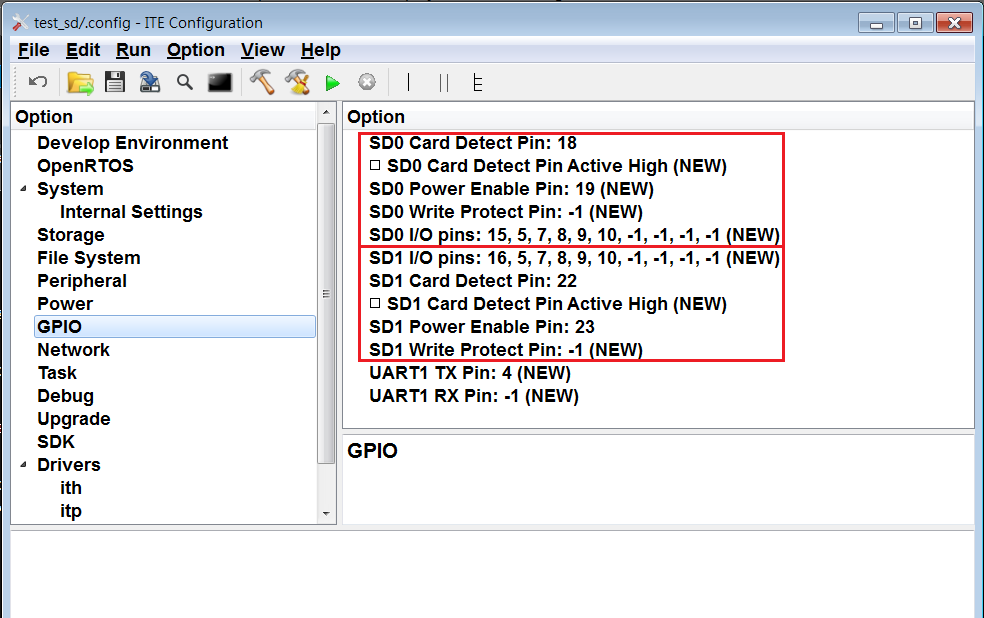 test_sd/.config - ITE Configuration
File Edit Run Option View Help
Option
Develop Environment
OpenRTOS
System
Internal Settings
Storage
File System
Peripheral
Power
GPIO
Network
Task
Debug
Upgrade
SDK
Drivers
ith
itp
Option
SD0 Card Detect Pin: 18
SD0 Card Detect Pin Active High (NEW)
SD0 Power Enable Pin: 19 (NEW)
SD0 Write Protect Pin: -1 (NEW)
SD0 I/O pins: 15, 5, 7, 8, 9, 10, -1, -1, -1, -1 (NEW)
SD1 I/O pins: 16, 5, 7, 8, 9, 10, -1, -1, -1, -1 (NEW)
SD1 Card Detect Pin: 22
SD1 Card Detect Pin Active High (NEW)
SD1 Power Enable Pin: 23
SD1 Write Protect Pin: -1 (NEW)
UART1 TX Pin: 4 (NEW)
UART1 RX Pin: -1 (NEW)
GPIO